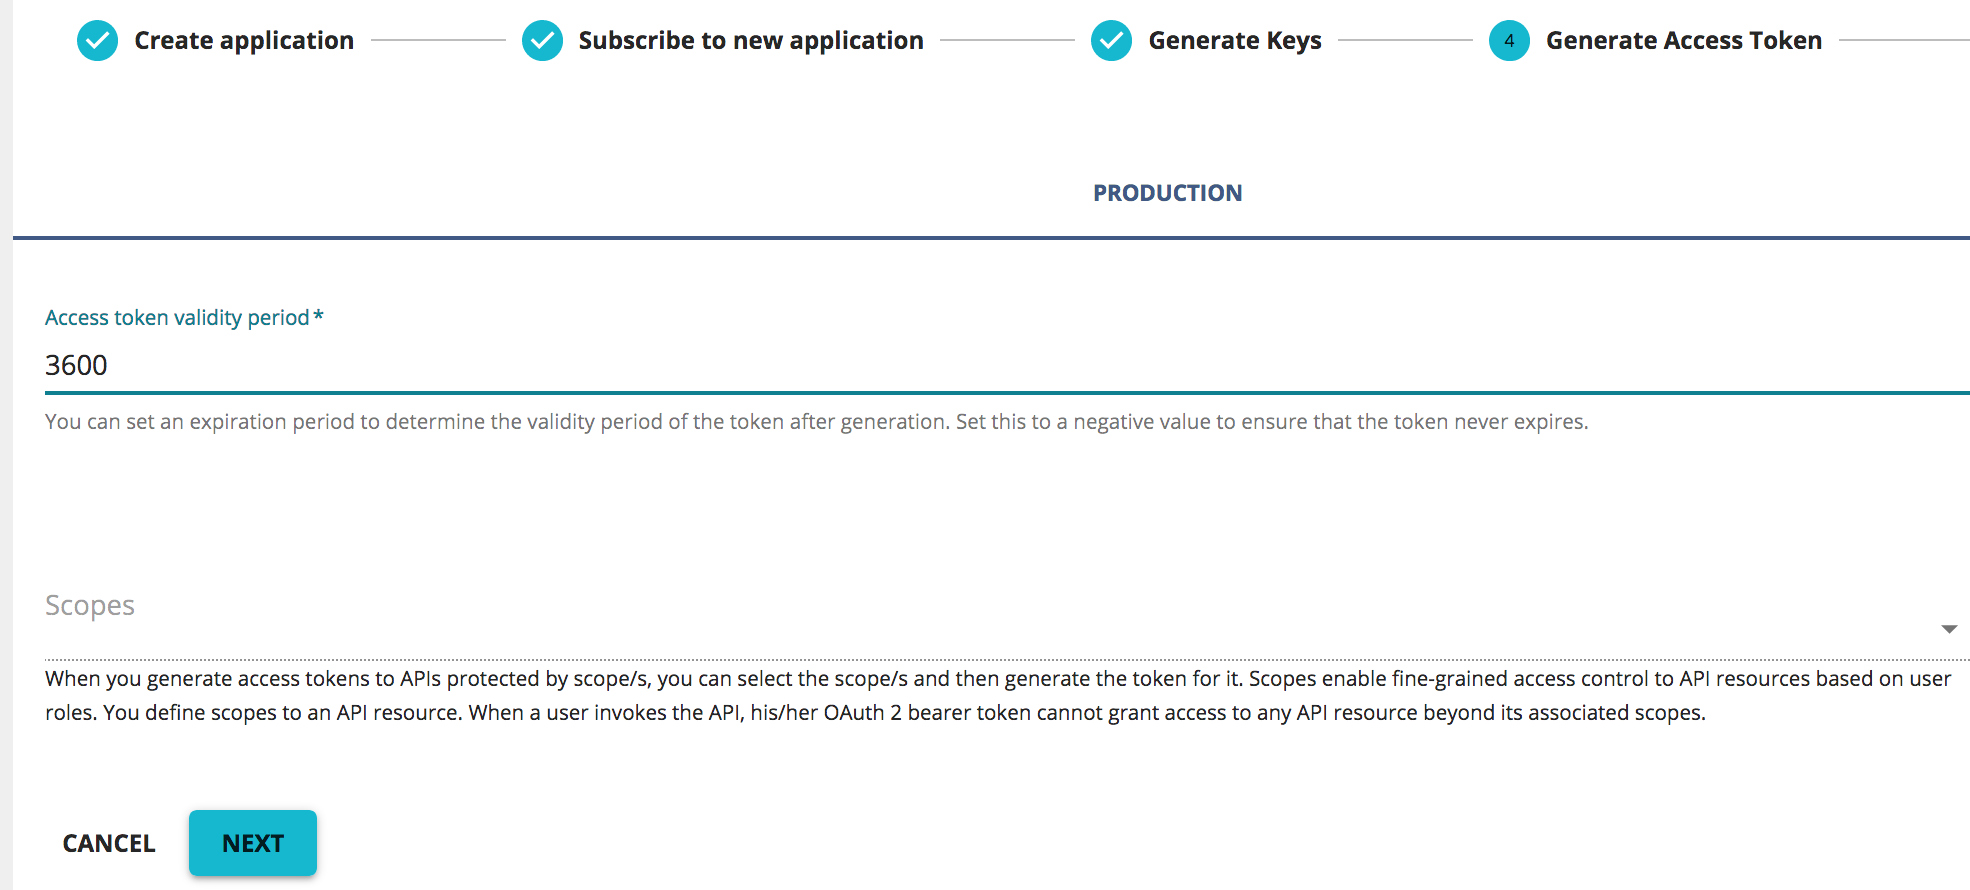 Create application
Subscribe to new application
Generate Keys
4 Generate Access Token
PRODUCTION
Access token validity period*
3600
You can set an expiration period to determine the validity period of the token after generation. Set this to a negative value to ensure that the token never expires.
Scopes
When you generate access tokens to APIs protected by scope/s, you can select the scope/s and then generate the token for it. Scopes enable fine-grained access control to API resources based on user
roles. You define scopes to an API resource. When a user invokes the API, his/her OAuth 2 bearer token cannot grant access to any API resource beyond its associated scopes.
CANCEL
NEXT